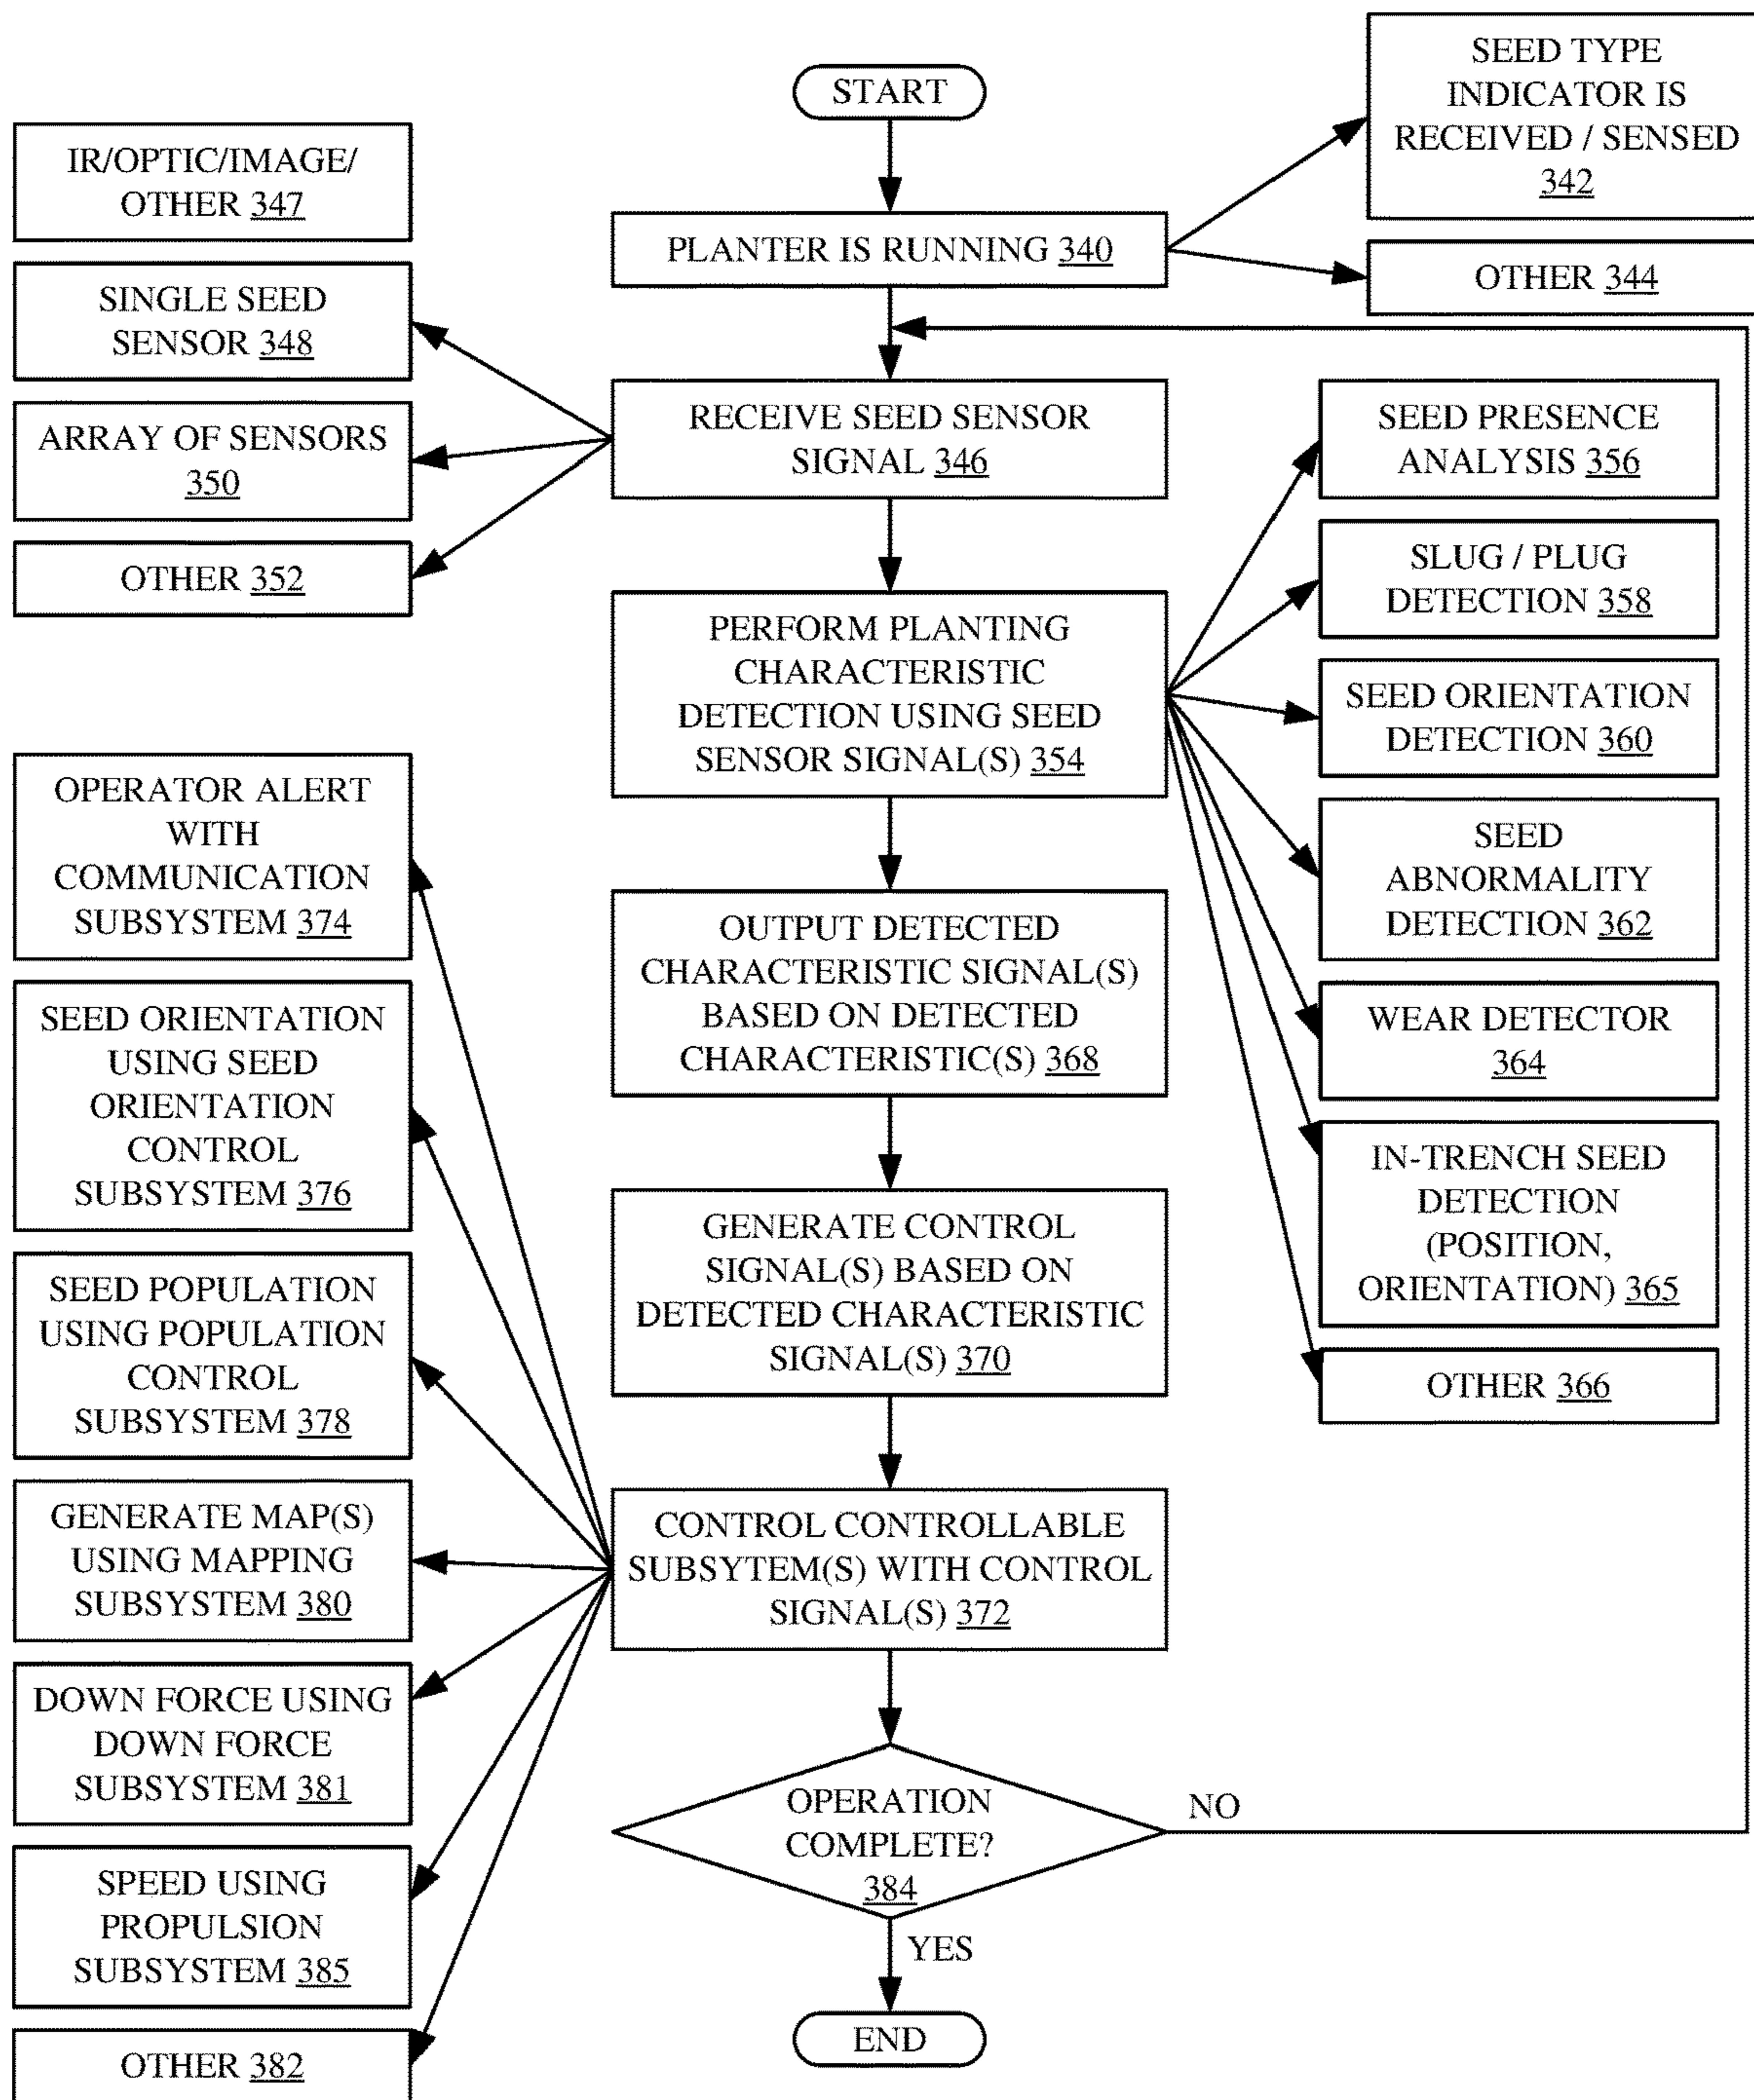 START
SEED TYPE
INDICATOR IS
RECEIVED / SENSED
342
PLANTER IS RUNNING 340
OTHER 344
IR/OPTIC/IMAGE/
OTHER 347
SINGLE SEED
SENSOR 348
ARRAY OF SENSORS
350
OTHER 352
RECEIVE SEED SENSOR
SIGNAL 346
PERFORM PLANTING
CHARACTERISTIC
DETECTION USING SEED
SENSOR SIGNAL(S) 354
SEED PRESENCE
ANALYSIS 356
SLUG / PLUG
DETECTION 358
SEED ORIENTATION
DETECTION 360
SEED
ABNORMALITY
DETECTION 362
WEAR DETECTOR
364
IN-TRENCH SEED
DETECTION
(POSITION,
ORIENTATION) 365
OTHER 366
OUTPUT DETECTED
CHARACTERISTIC SIGNAL(S)
BASED ON DETECTED
CHARACTERISTIC(S) 368
GENERATE CONTROL
SIGNAL(S) BASED ON
DETECTED CHARACTERISTIC
SIGNAL(S) 370
CONTROL CONTROLLABLE
SUBSYTEM(S) WITH CONTROL
SIGNAL(S) 372
OPERATOR ALERT
WITH
COMMUNICATION
SUBSYSTEM 374
SEED ORIENTATION
USING SEED
ORIENTATION
CONTROL
SUBSYSTEM 376
SEED POPULATION
USING POPULATION
CONTROL
SUBSYSTEM 378
GENERATE MAP(S)
USING MAPPING
SUBSYSTEM 380
DOWN FORCE USING
DOWN FORCE
SUBSYSTEM 381
SPEED USING
PROPULSION
SUBSYSTEM 385
OTHER 382
OPERATION
COMPLETE?
384
NO
YES
END